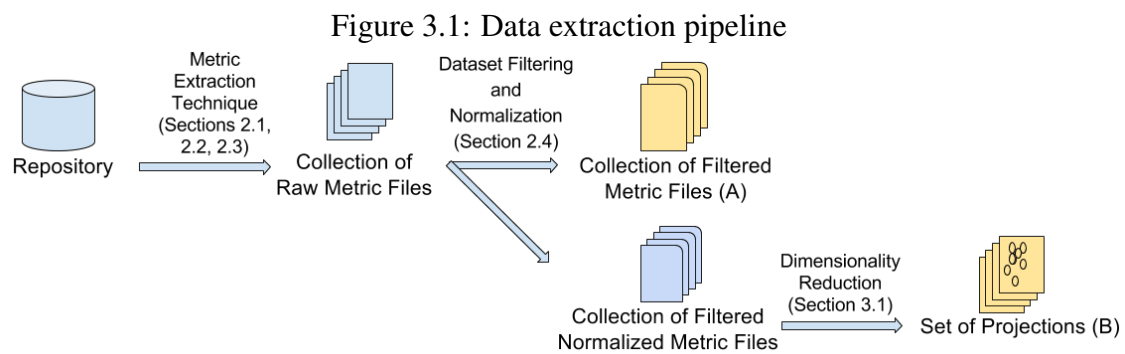 Figure 3.1: Data extraction pipeline
Metric
Extraction
Technique
(Sections 2.1,
2.2, 2.3)
Repository
Collection of
Raw Metric Files
Dataset Filtering
and
Normalization
(Section 2.4)
Collection of Filtered
Metric Files (A)
Collection of Filtered
Normalized Metric Files
Dimensionality
Reduction
(Section 3.1)
Set of Projections (B)